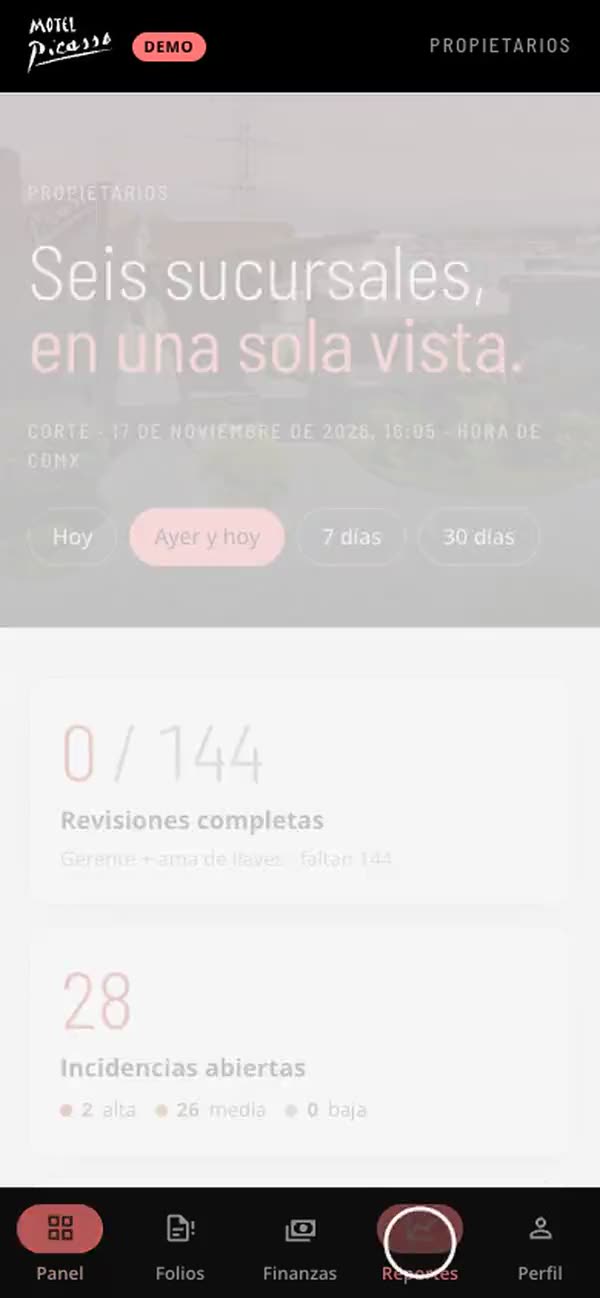 MOTEL
Picasso
DEMO
PROPIETARIOS
PROPIETARIOS
Seis sucursales,
en una sola vista.
CORTE · 17 DE NOVIEMBRE DE 2026, 16:05 · HORA DE
CDMX
Hoy
Ayer y hoy
7 días
30 días
0 / 144
Revisiones completas
Gerente + ama de llaves · faltan 144
28
Incidencias abiertas
2 alta
26 media
0 baja
Panel
Folios
Finanzas
Reportes
Perfil